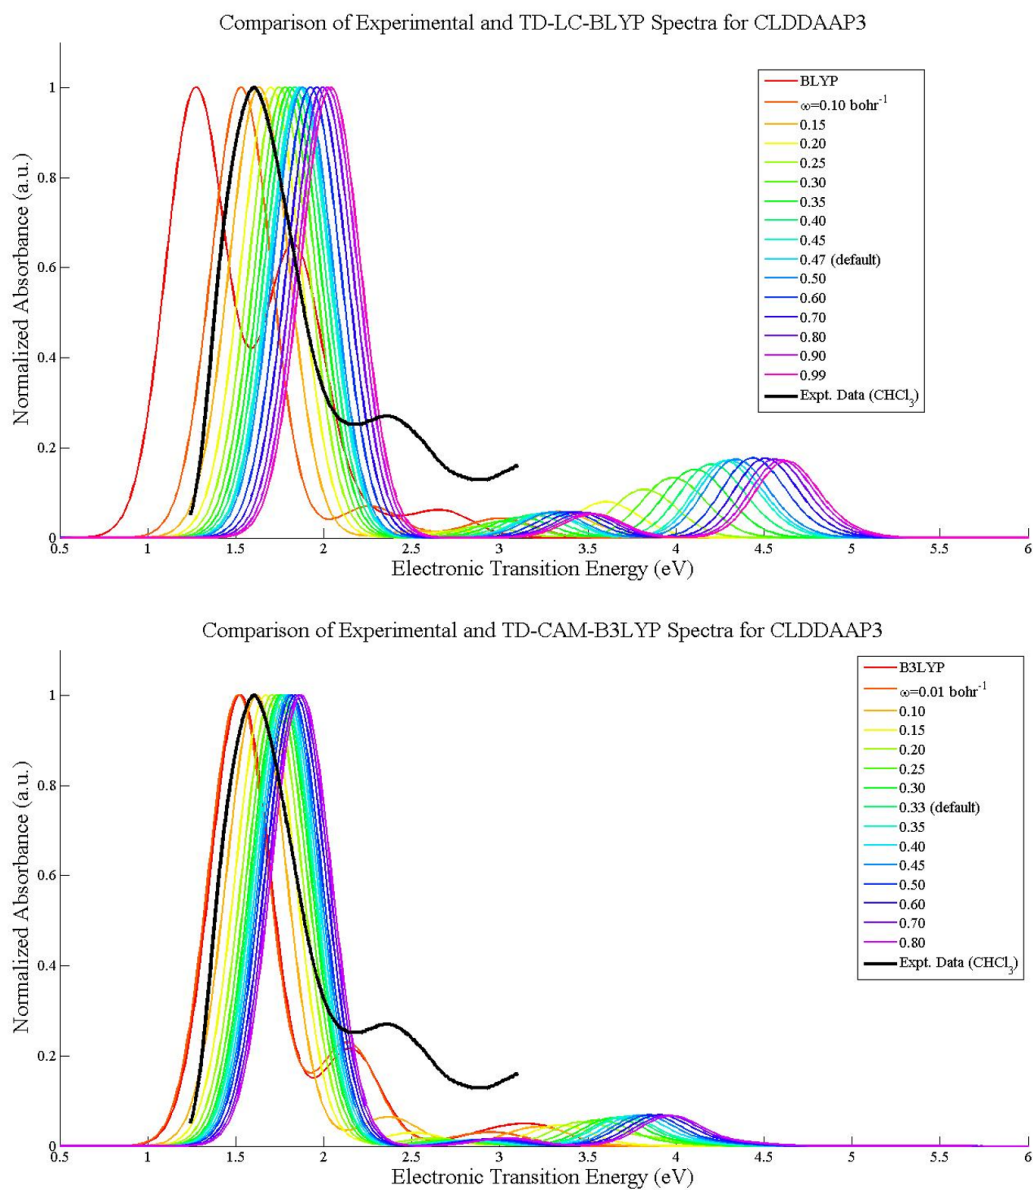 Comparison of Experimental and TD-LC-BLYP Spectra for CLDDAAP3
Normalized Absorbance (a.u.)
1
0.8
0.6
0.4
0.2
0
0.5 1 1.5 2 2.5 3 3.5 4 4.5 5 5.5 6
Electronic Transition Energy (eV)
BLYP
ω=0.10 bohr⁻¹
0.15
0.20
0.25
0.30
0.35
0.40
0.45
0.47 (default)
0.50
0.60
0.70
0.80
0.90
0.99
Expt. Data (CHCl₃)
Comparison of Experimental and TD-CAM-B3LYP Spectra for CLDDAAP3
Normalized Absorbance (a.u.)
1
0.8
0.6
0.4
0.2
0
0.5 1 1.5 2 2.5 3 3.5 4 4.5 5 5.5 6
Electronic Transition Energy (eV)
B3LYP
ω=0.01 bohr⁻¹
0.10
0.15
0.20
0.25
0.30
0.33 (default)
0.35
0.40
0.45
0.50
0.60
0.70
0.80
Expt. Data (CHCl₃)